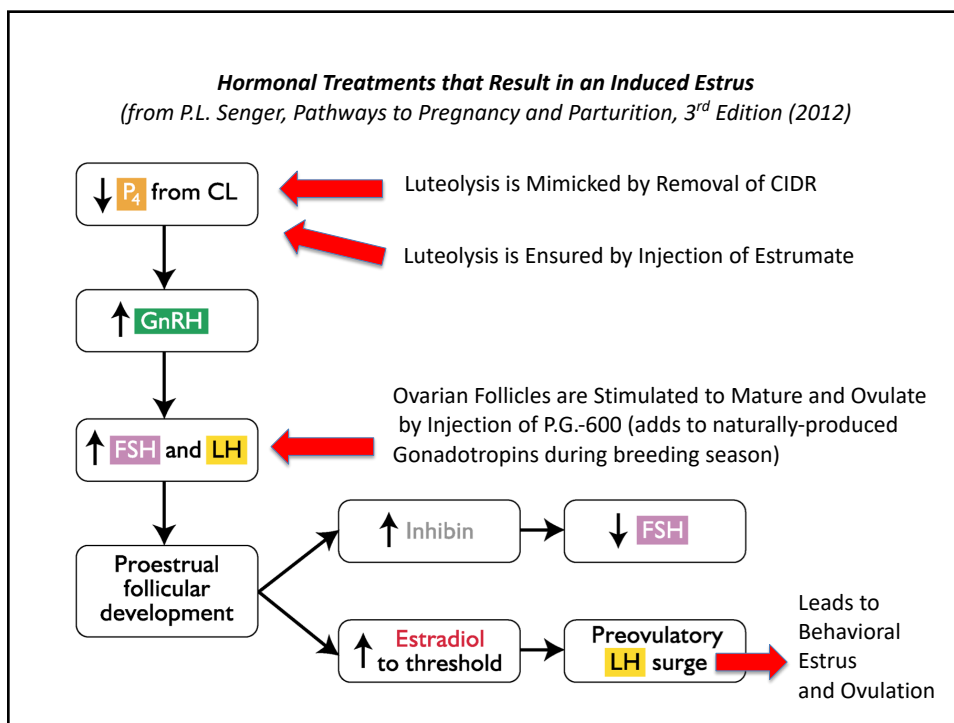 Hormonal Treatments that Result in an Induced Estrus
(from P.L. Senger, Pathways to Pregnancy and Parturition, 3rd Edition (2012)
↓ P4 from CL
Luteolysis is Mimicked by Removal of CIDR
Luteolysis is Ensured by Injection of Estrumate
↑ GnRH
↑ FSH and LH
Ovarian Follicles are Stimulated to Mature and Ovulate
by Injection of P.G.-600 (adds to naturally-produced
Gonadotropins during breeding season)
Proestrual
follicular
development
↑ Inhibin
↓ FSH
↑ Estradiol
to threshold
Preovulatory
LH surge
Leads to
Behavioral
Estrus
and Ovulation